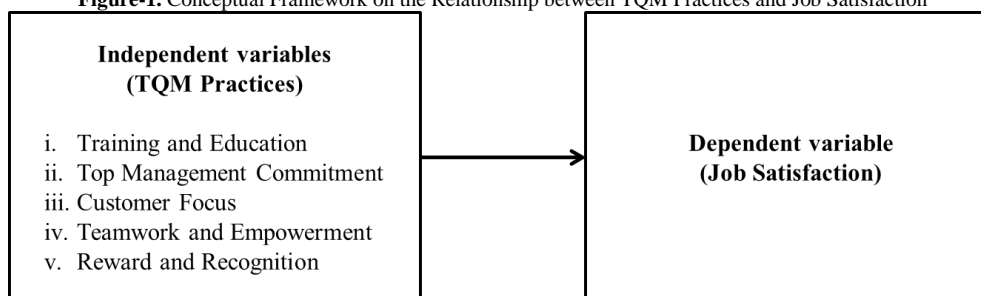 Figure-1. Conceptual Framework on the Relationship between TQM Practices and Job Satisfaction
Independent variables
(TQM Practices)
i. Training and Education
ii. Top Management Commitment
iii. Customer Focus
iv. Teamwork and Empowerment
v. Reward and Recognition
Dependent variable
(Job Satisfaction)